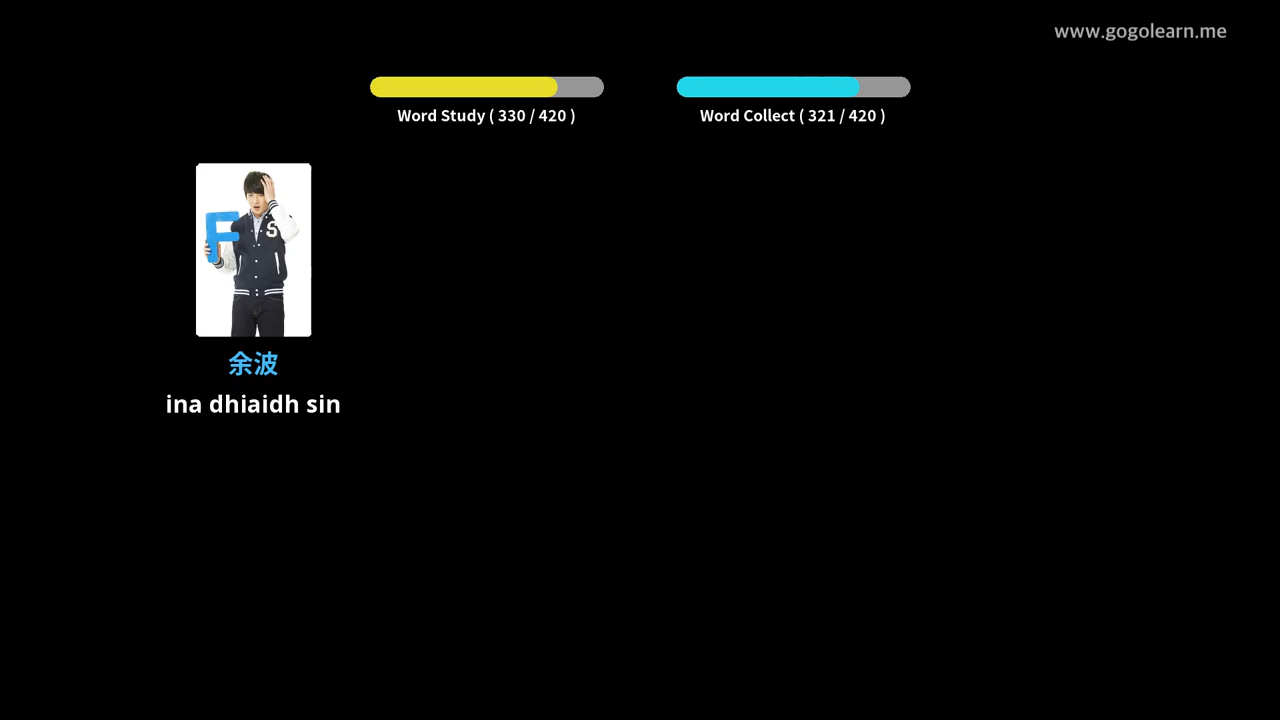 www.gogolearn.me
Word Study ( 330 / 420 )
Word Collect ( 321 / 420 )
F
S
余波
ina dhiaidh sin